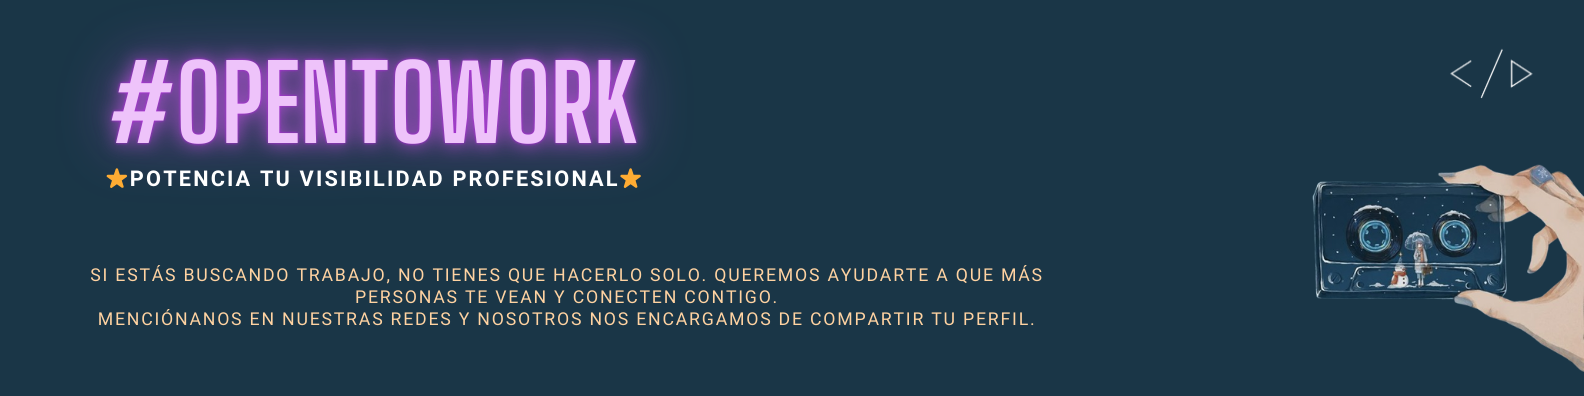 #OPENTOWORK
⭐POTENCIA TU VISIBILIDAD PROFESIONAL⭐
SI ESTÁS BUSCANDO TRABAJO, NO TIENES QUE HACERLO SOLO. QUEREMOS AYUDARTE A QUE MÁS
PERSONAS TE VEAN Y CONECTEN CONTIGO.
MENCIÓNANOS EN NUESTRAS REDES Y NOSOTROS NOS ENCARGAMOS DE COMPARTIR TU PERFIL.